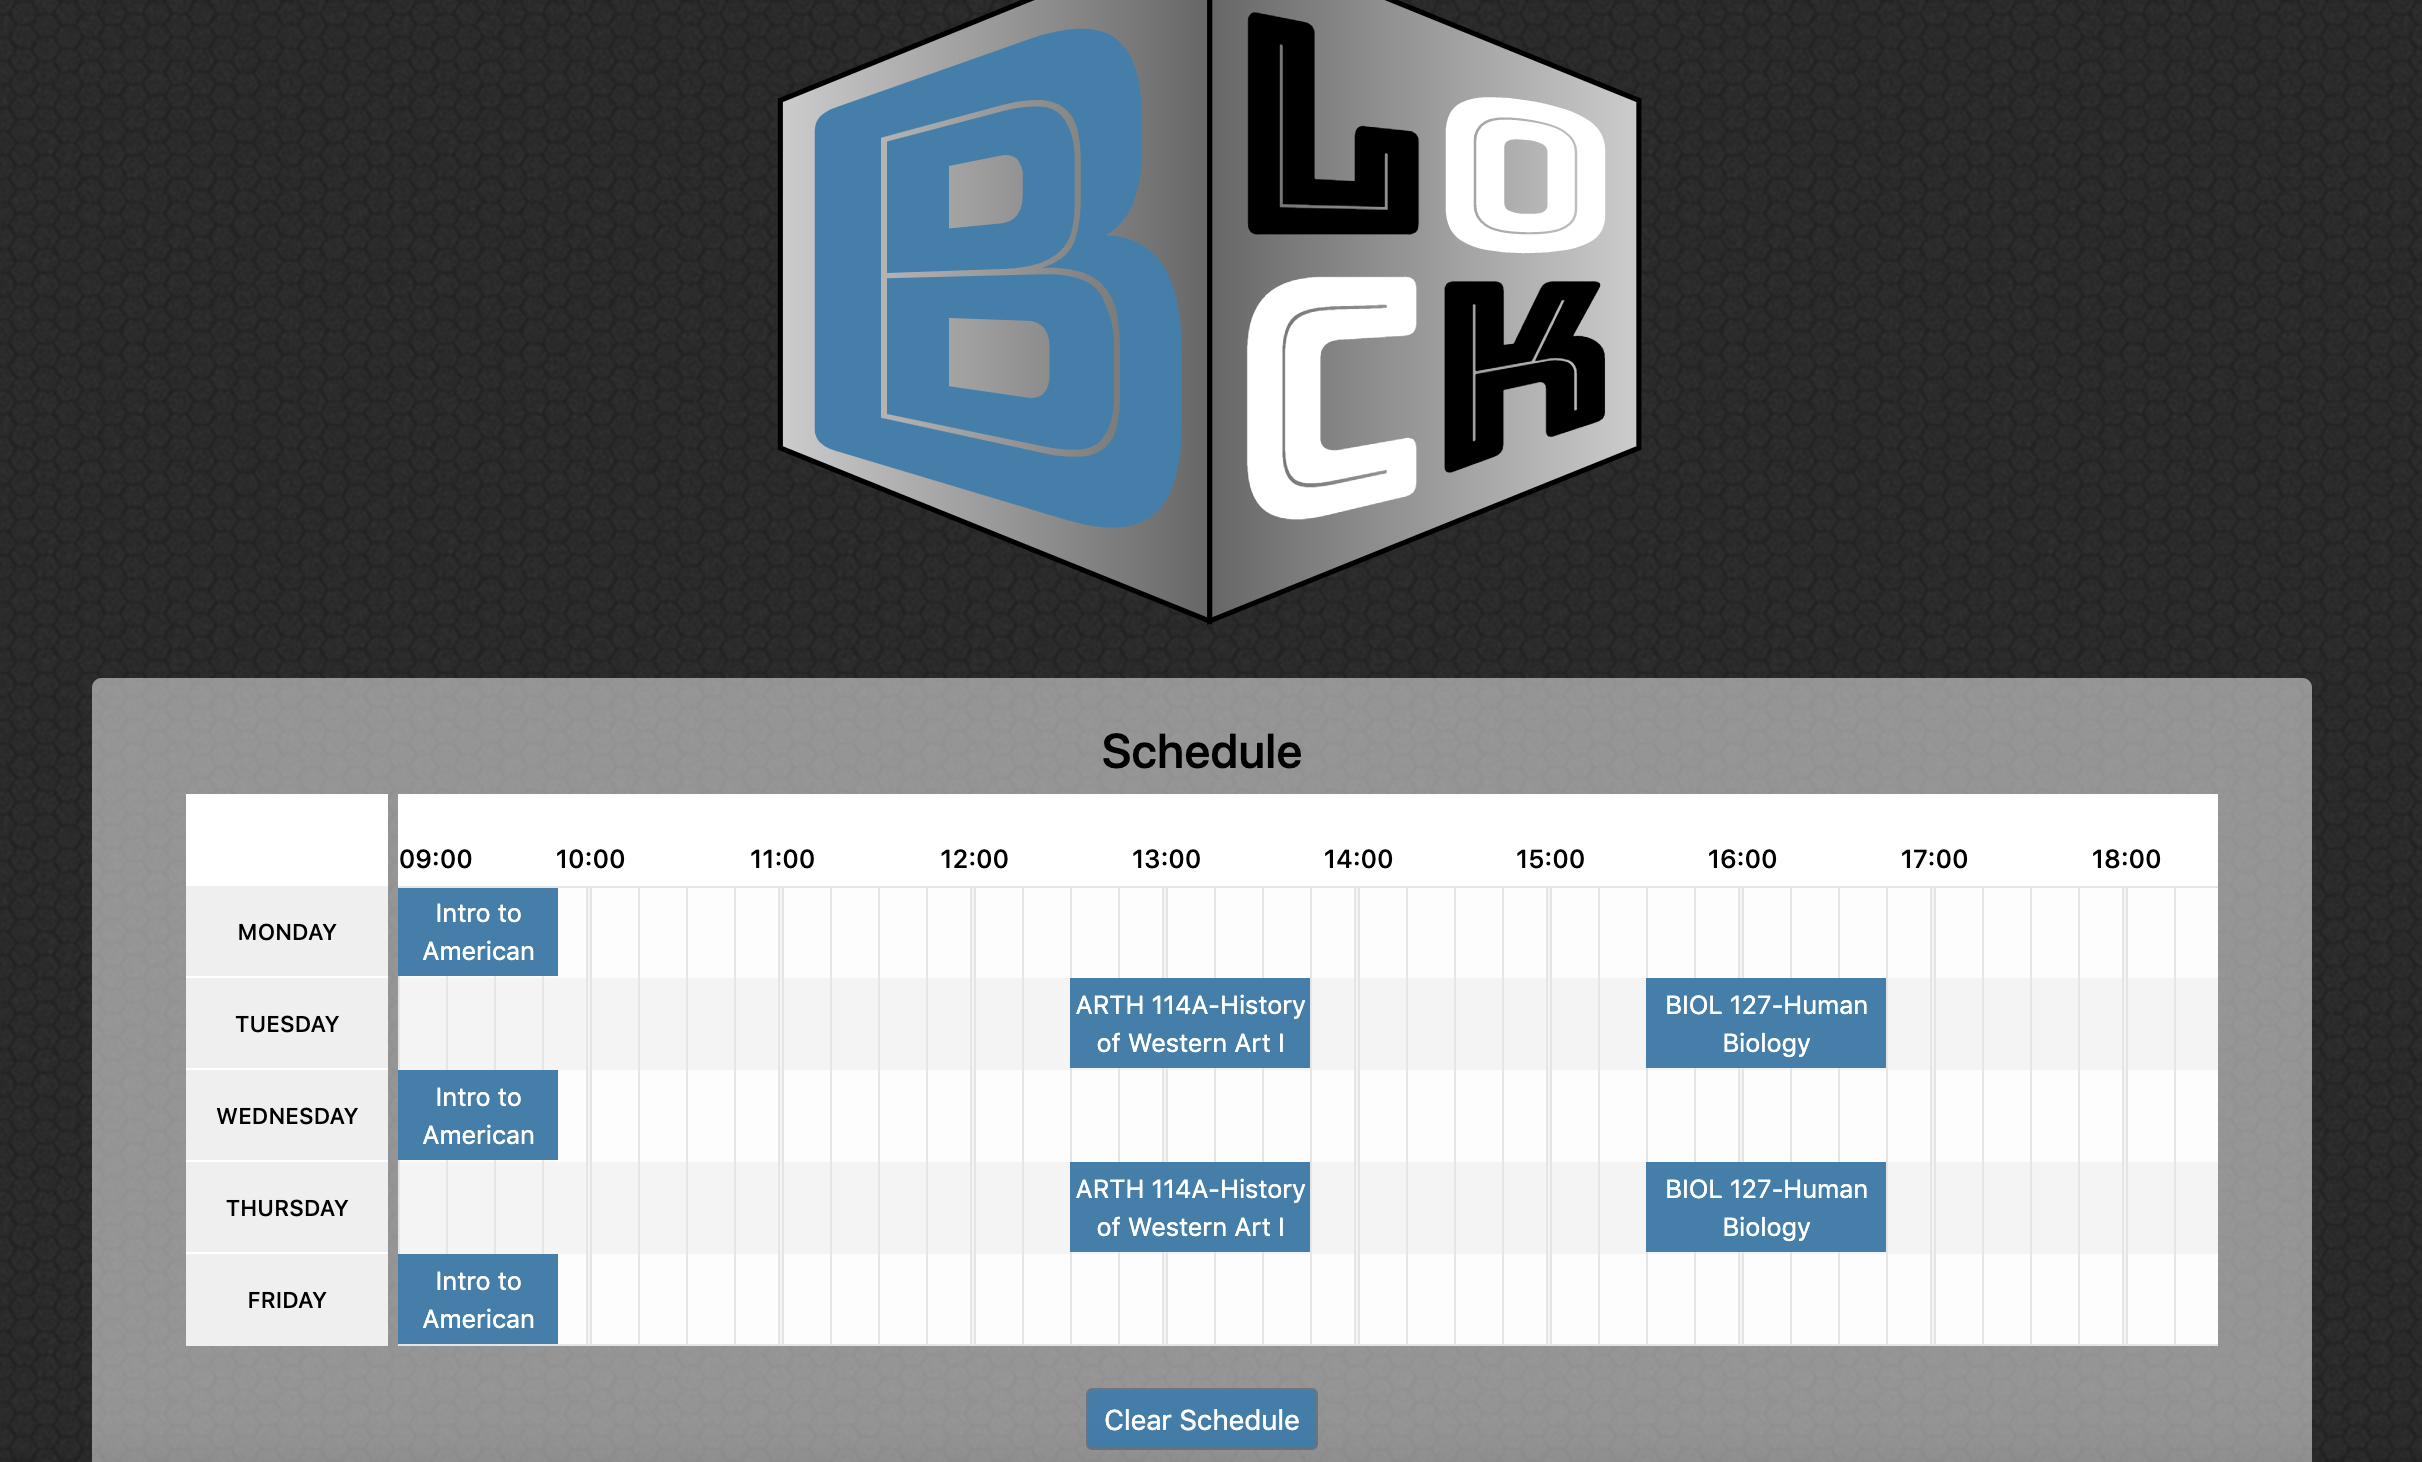 B LO
CK
Schedule
09:00 10:00 11:00 12:00 13:00 14:00 15:00 16:00 17:00 18:00
MONDAY
Intro to
American
TUESDAY
ARTH 114A-History
of Western Art I
BIOL 127-Human
Biology
WEDNESDAY
Intro to
American
THURSDAY
ARTH 114A-History
of Western Art I
BIOL 127-Human
Biology
FRIDAY
Intro to
American
Clear Schedule